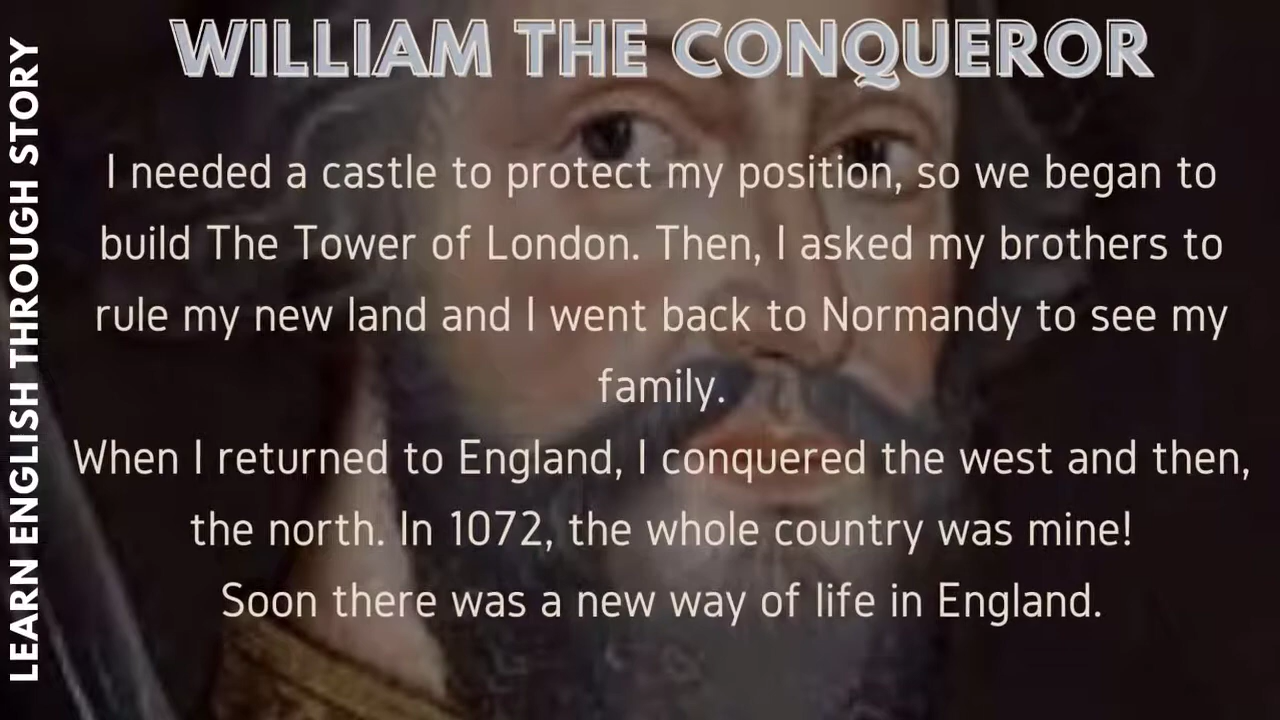 WILLIAM THE CONQUEROR
LEARN ENGLISH THROUGH STORY
I needed a castle to protect my position, so we began to
build The Tower of London. Then, I asked my brothers to
rule my new land and I went back to Normandy to see my
family.
When I returned to England, I conquered the west and then,
the north. In 1072, the whole country was mine!
Soon there was a new way of life in England.